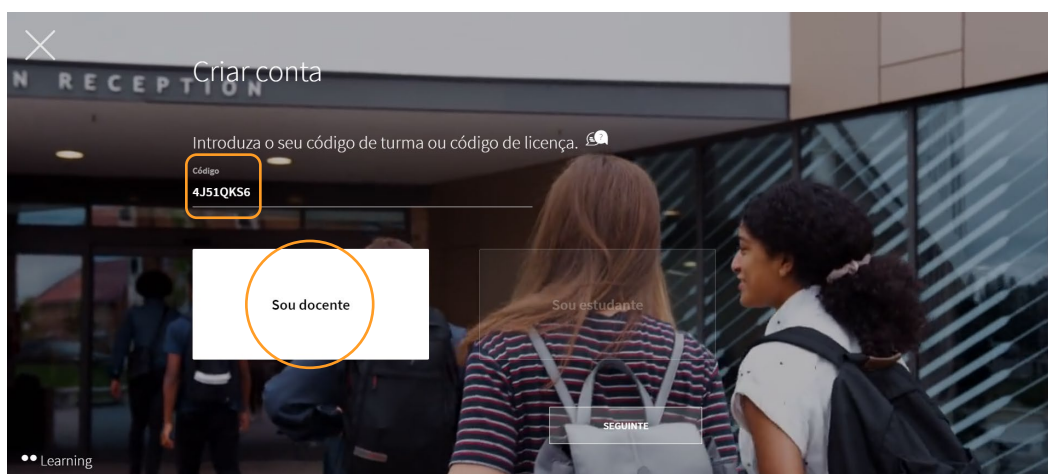 N RECEPTION
Criar conta
Introduza o seu código de turma ou código de licença.
?
Código
4J51QKS6
Sou docente
Sou estudante
SEGUINTE
Learning